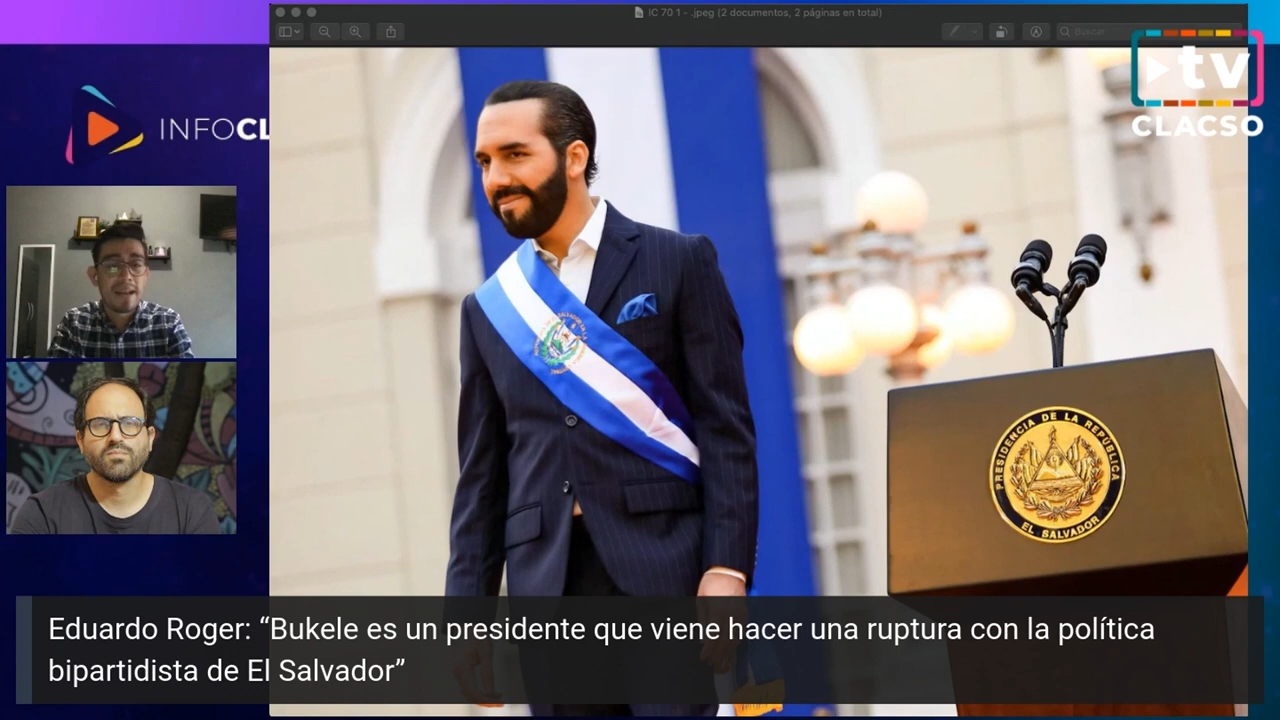 IC 70 1 - .jpeg (2 documentos, 2 páginas en total)
Buscar
tv
CLACSO
INFOCL
PRESIDENCIA DE LA REPÚBLICA
EL SALVADOR
Eduardo Roger: “Bukele es un presidente que viene hacer una ruptura con la política
bipartidista de El Salvador”